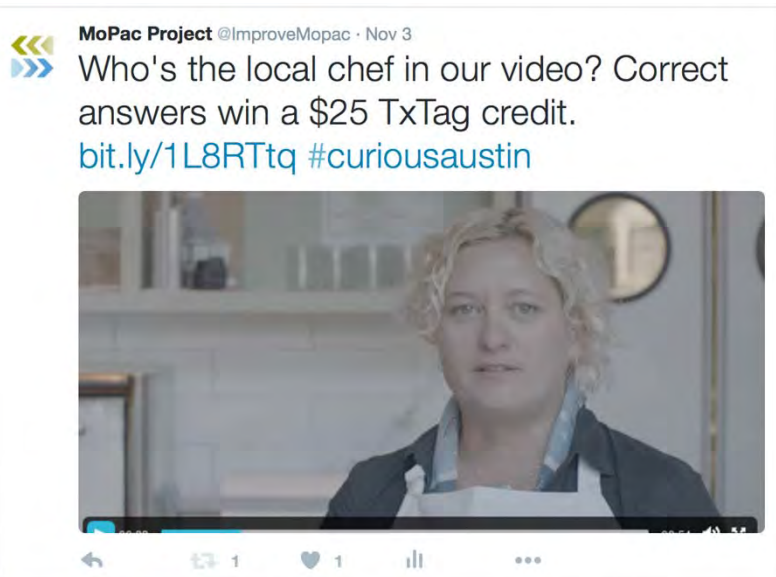 MoPac Project @ImproveMopac · Nov 3
Who's the local chef in our video? Correct
answers win a $25 TxTag credit.
bit.ly/1L8RTtq #curiousaustin
1 1